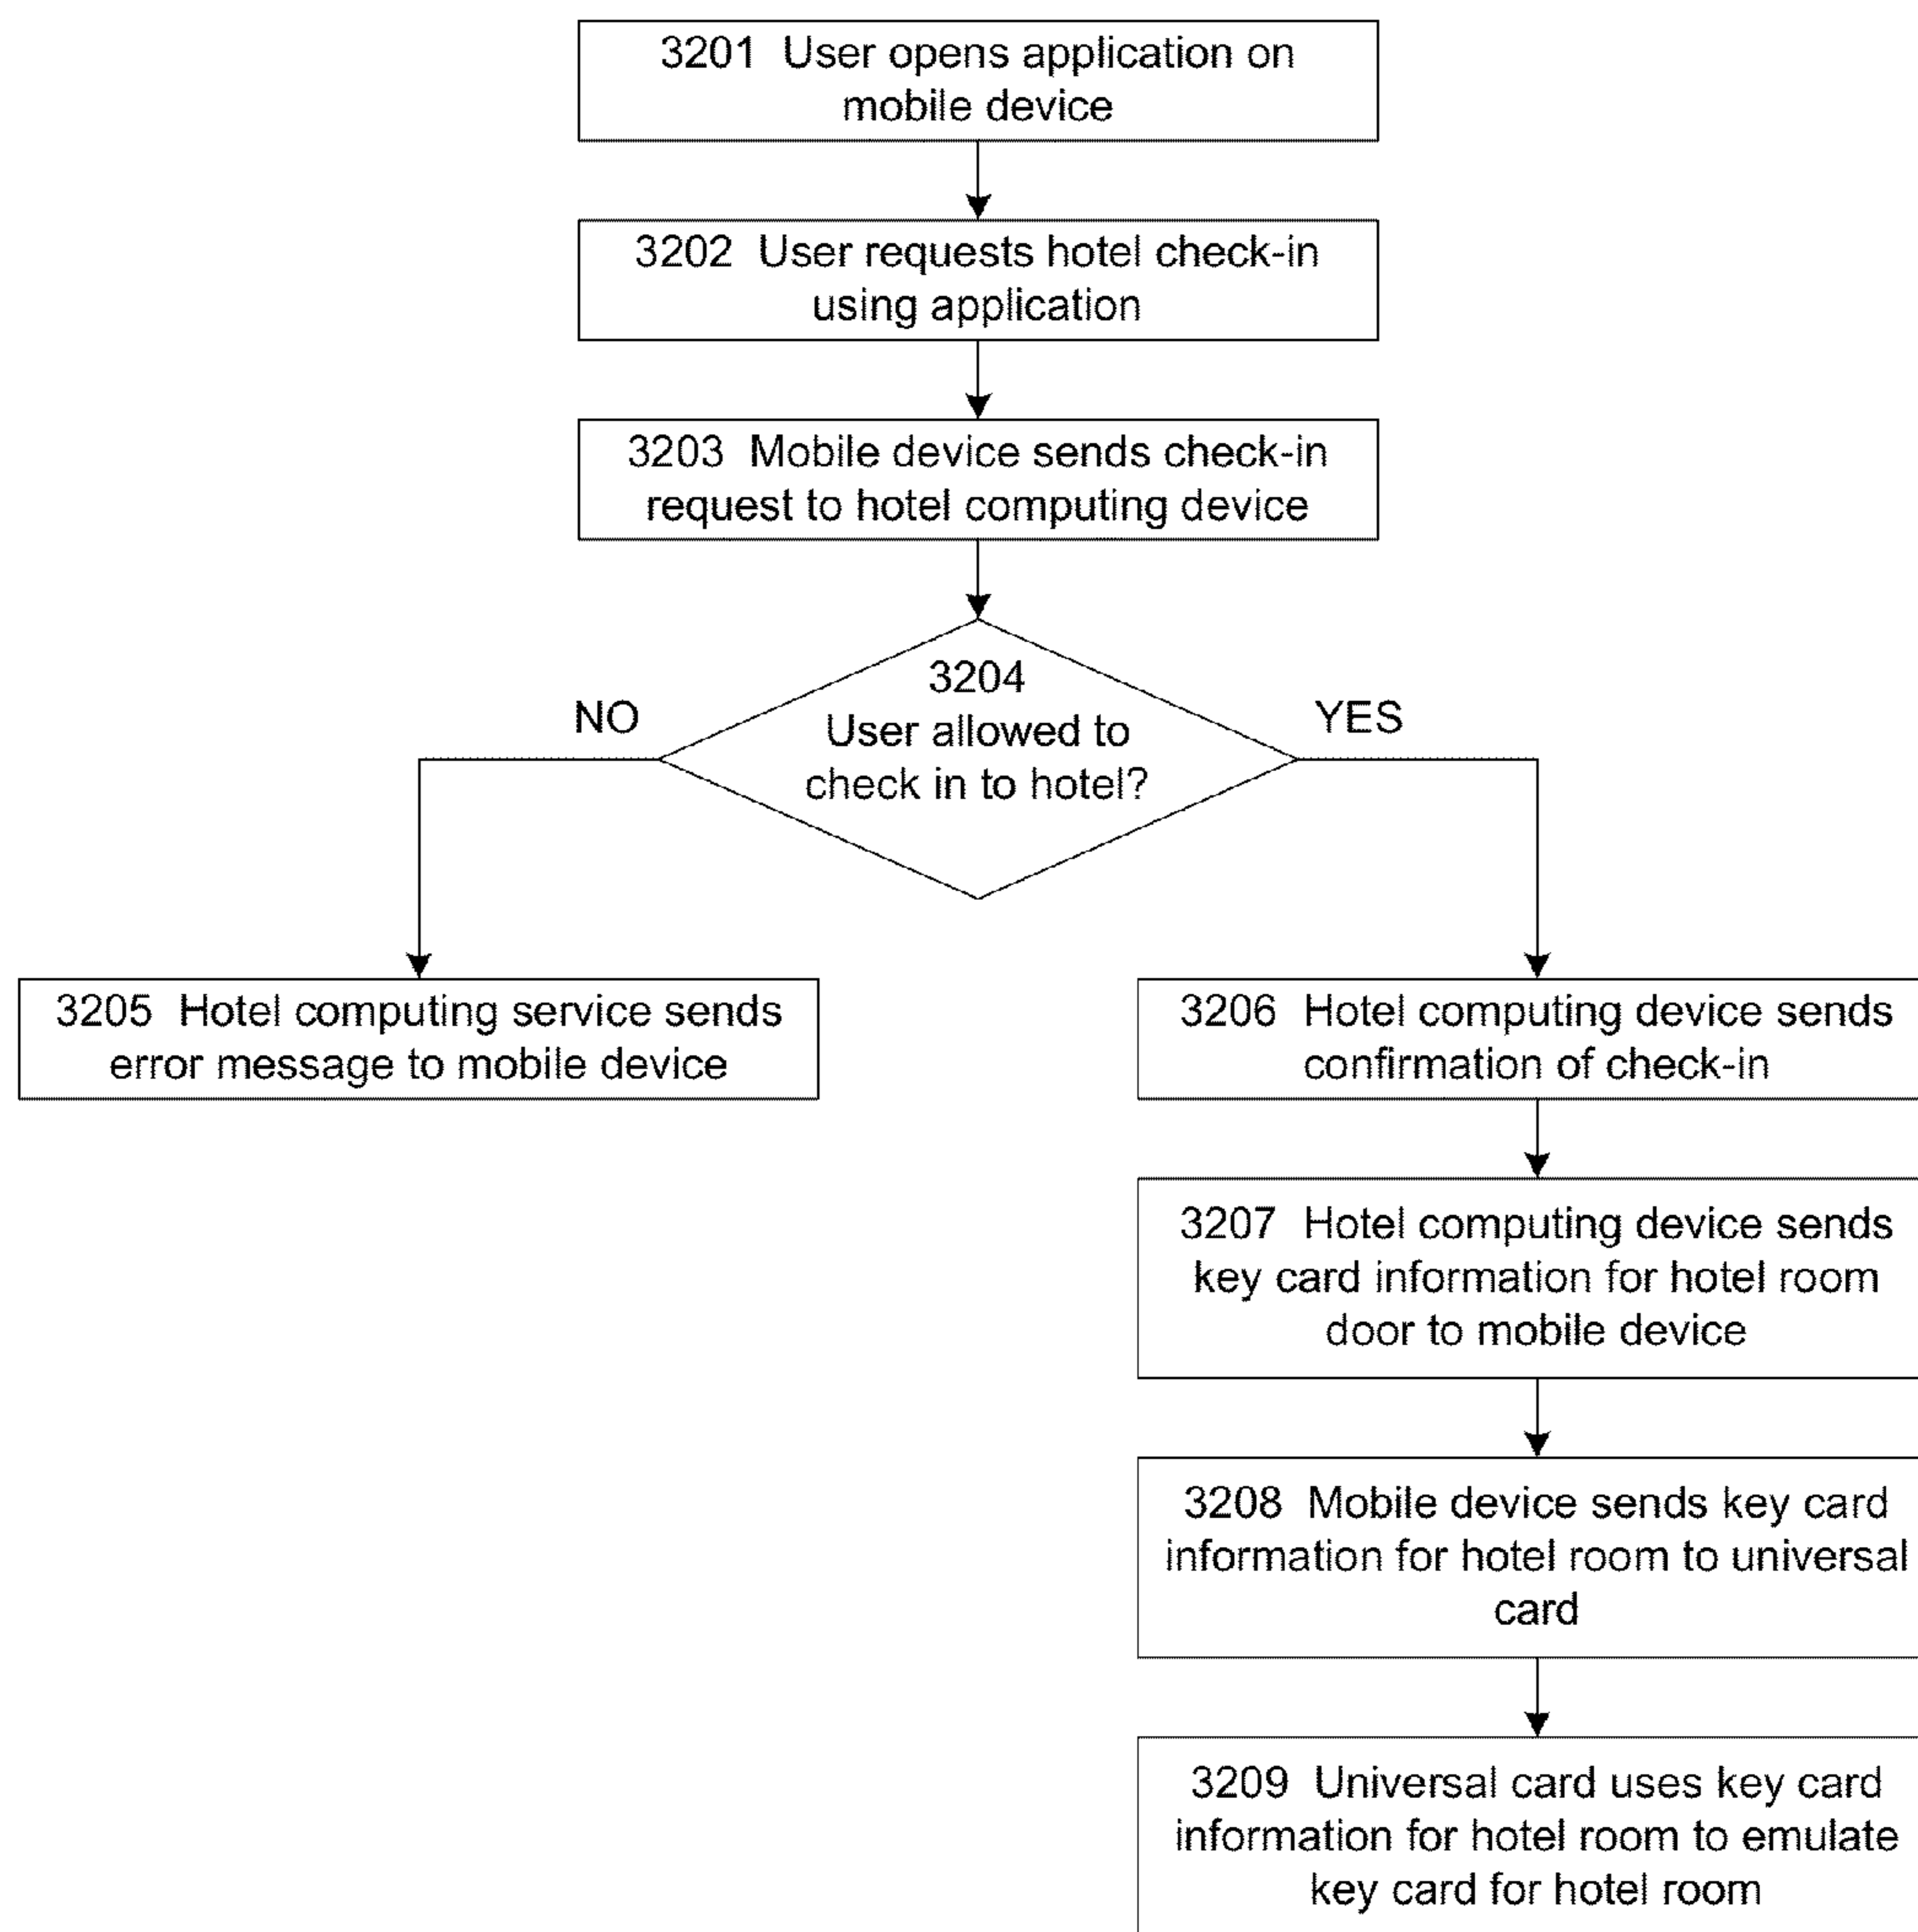 3201 User opens application on
mobile device
3202 User requests hotel check-in
using application
3203 Mobile device sends check-in
request to hotel computing device
3204
User allowed to
check in to hotel?
NO
YES
3205 Hotel computing service sends
error message to mobile device
3206 Hotel computing device sends
confirmation of check-in
3207 Hotel computing device sends
key card information for hotel room
door to mobile device
3208 Mobile device sends key card
information for hotel room to universal
card
3209 Universal card uses key card
information for hotel room to emulate
key card for hotel room